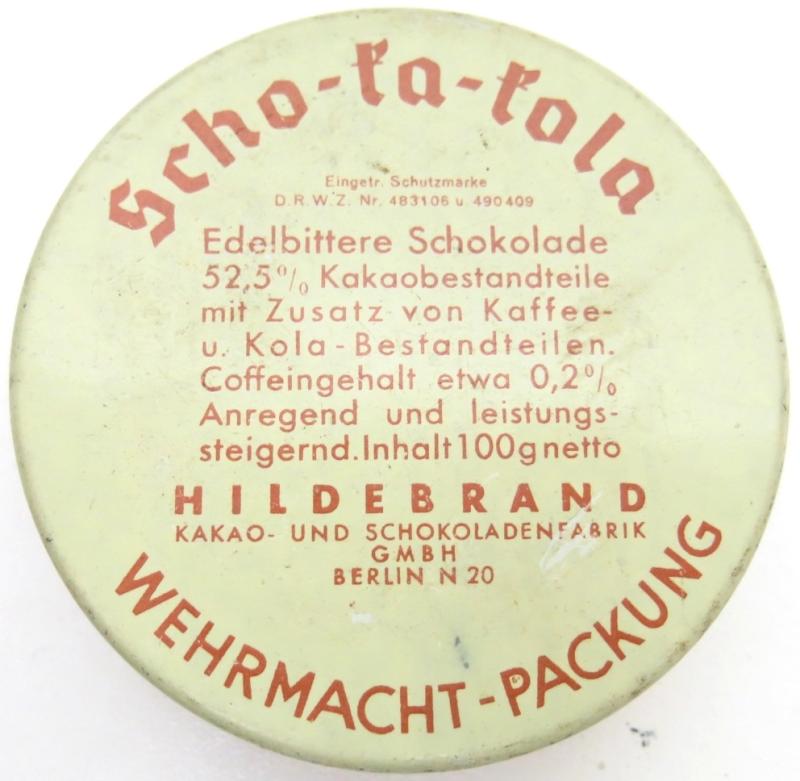 Scho-ka-kola
Eingetr. Schutzmarke
D.R.W.Z. Nr. 483106 u. 490409
Edelbittere Schokolade
52,5% Kakaobestandteile
mit Zusatz von Kaffee-
u. Kola-Bestandteilen.
Coffeingehalt etwa 0,2%
Anregend und leistungs-
steigernd. Inhalt 100g netto
HILDEBRAND
KAKAO- UND SCHOKOLADENFABRIK
GMBH
BERLIN N 20
WEHRMACHT-PACKUNG